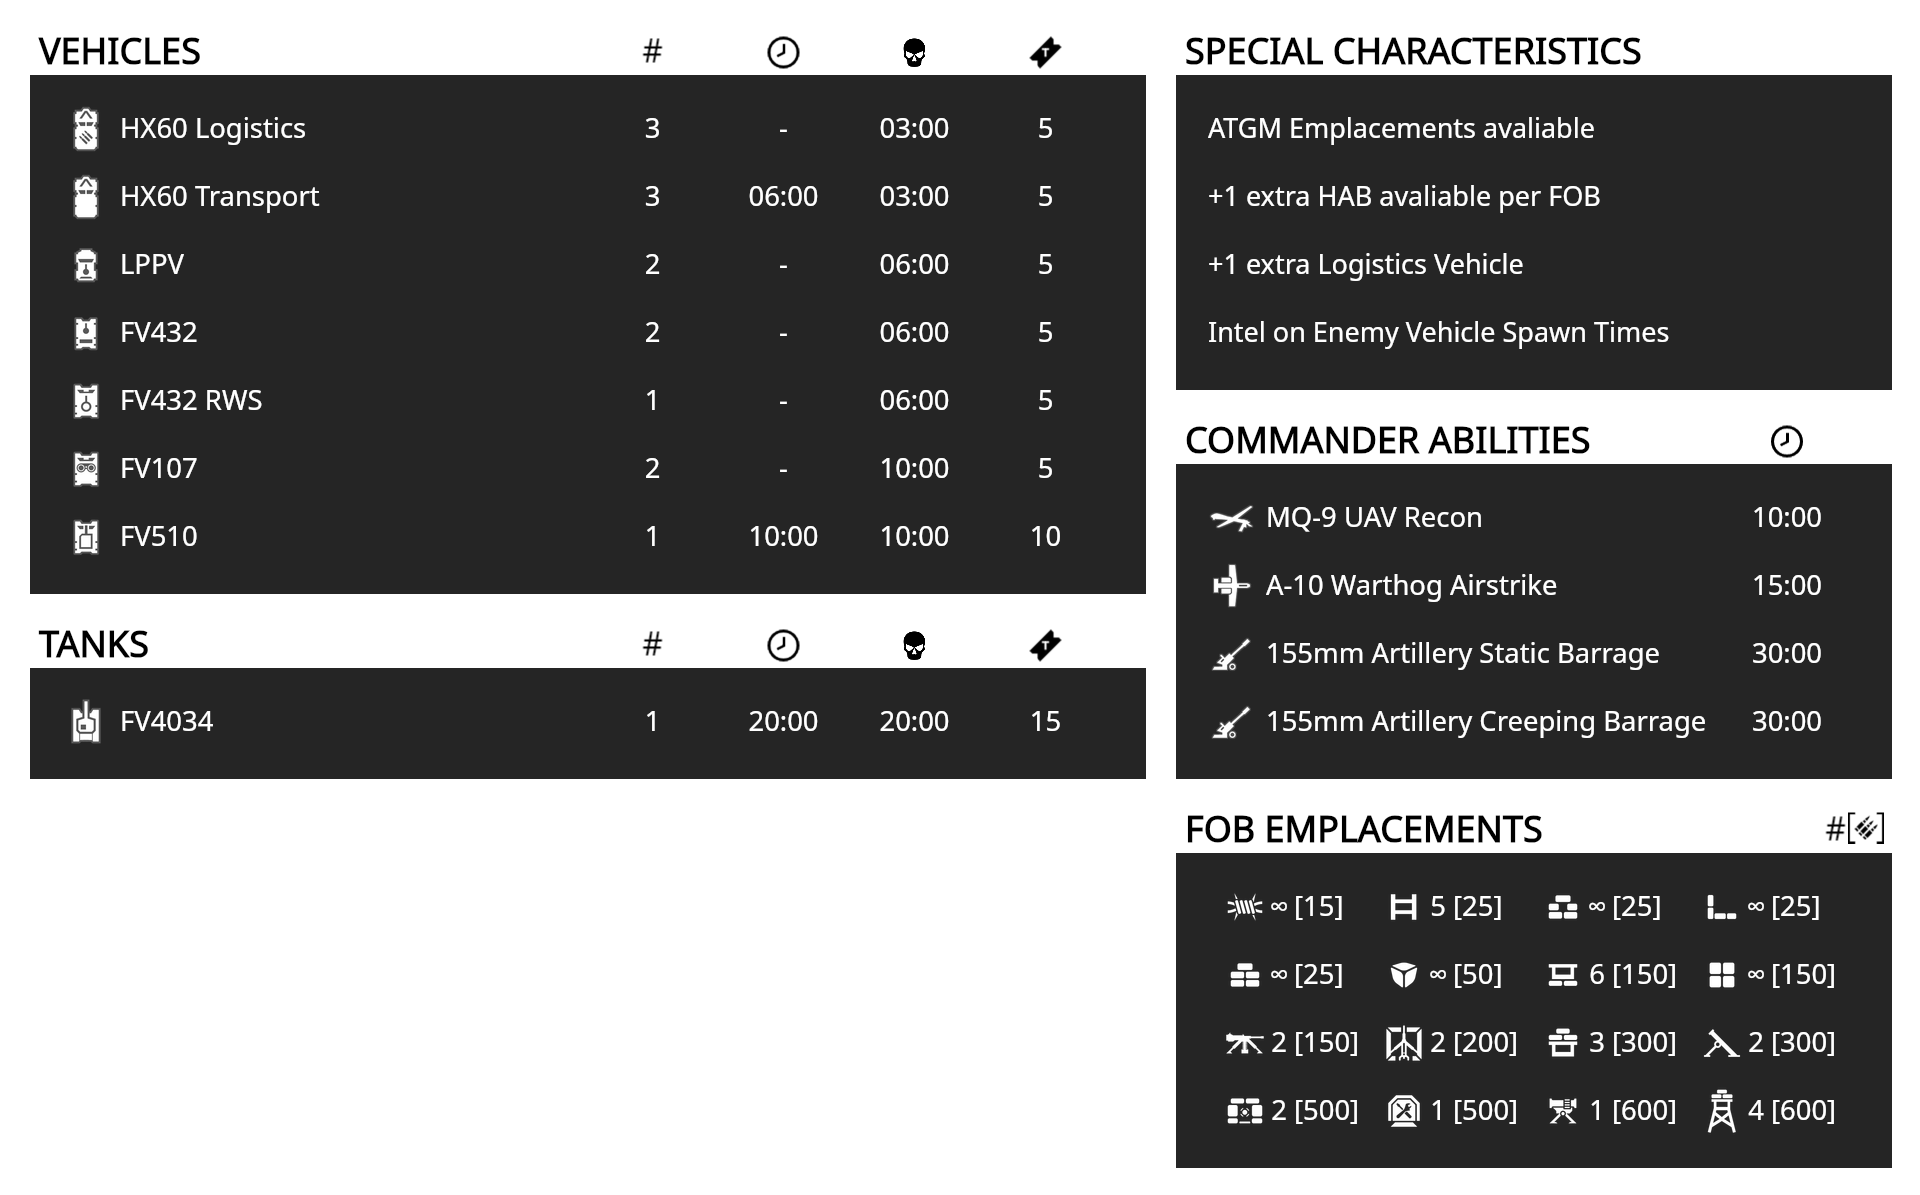 VEHICLES #
HX60 Logistics 3 - 03:00 5
HX60 Transport 3 06:00 03:00 5
LPPV 2 - 06:00 5
FV432 2 - 06:00 5
FV432 RWS 1 - 06:00 5
FV107 2 - 10:00 5
FV510 1 10:00 10:00 10
TANKS #
FV4034 1 20:00 20:00 15
SPECIAL CHARACTERISTICS
ATGM Emplacements avaliable
+1 extra HAB avaliable per FOB
+1 extra Logistics Vehicle
Intel on Enemy Vehicle Spawn Times
COMMANDER ABILITIES
MQ-9 UAV Recon 10:00
A-10 Warthog Airstrike 15:00
155mm Artillery Static Barrage 30:00
155mm Artillery Creeping Barrage 30:00
FOB EMPLACEMENTS #[]
∞ [15] 5 [25] ∞ [25] ∞ [25]
∞ [25] ∞ [50] 6 [150] ∞ [150]
2 [150] 2 [200] 3 [300] 2 [300]
2 [500] 1 [500] 1 [600] 4 [600]